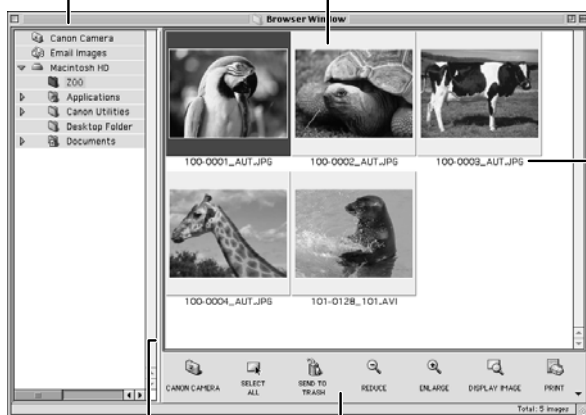 Browser Window
Canon Camera
Email Images
Macintosh HD
ZOO
Applications
Canon Utilities
Desktop Folder
Documents
100-0001_AUT.JPG
100-0002_AUT.JPG
100-0003_AUT.JPG
100-0004_AUT.JPG
101-0128_101.AVI
CANON CAMERA
SELECT
ALL
SEND TO
TRASH
REDUCE
ENLARGE
DISPLAY IMAGE
PRINT
Total: 5 images